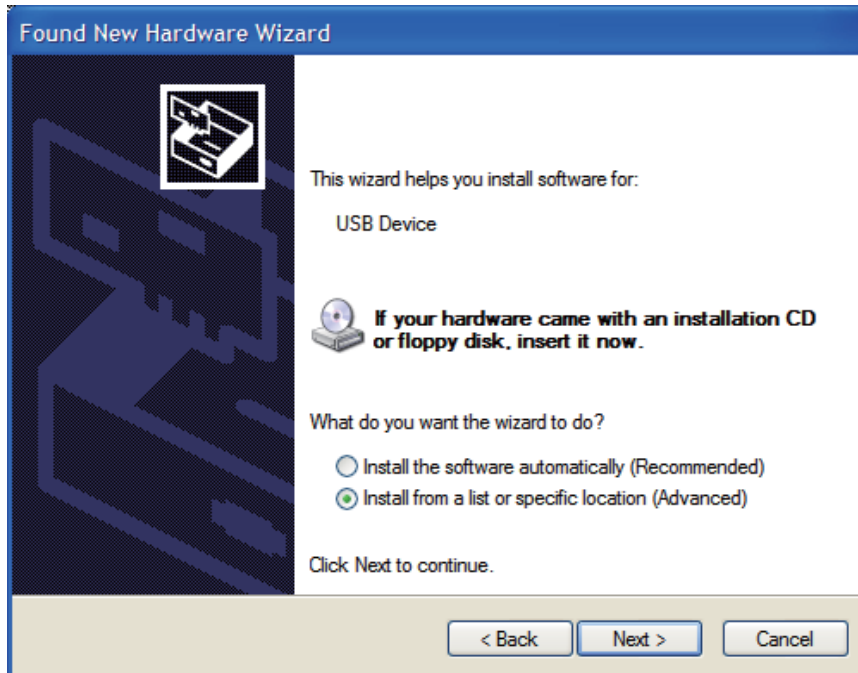 Found New Hardware Wizard
This wizard helps you install software for:
USB Device
If your hardware came with an installation CD
or floppy disk, insert it now.
What do you want the wizard to do?
Install the software automatically (Recommended)
Install from a list or specific location (Advanced)
Click Next to continue.
< Back Next > Cancel